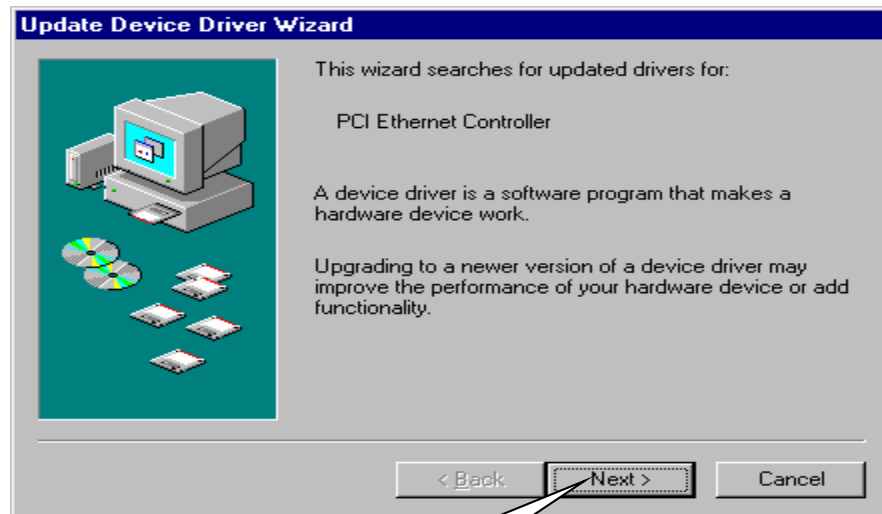 Update Device Driver Wizard
This wizard searches for updated drivers for:
PCI Ethernet Controller
A device driver is a software program that makes a
hardware device work.
Upgrading to a newer version of a device driver may
improve the performance of your hardware device or add
functionality.
< Back Next > Cancel